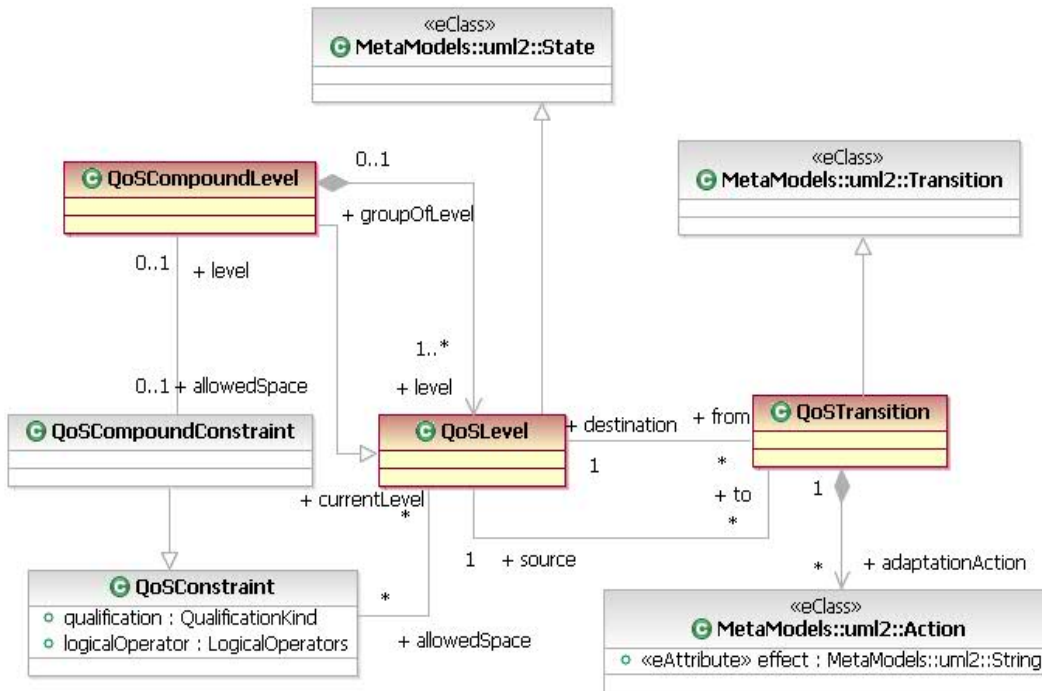 «eClass»
MetaModels::uml2::State
QoSCompoundLevel
0..1
+ groupOfLevel
«eClass»
MetaModels::uml2::Transition
0..1
+ level
1..*
+ level
0..1 + allowedSpace
QoSCompoundConstraint
QoSLevel
+ destination
+ from
1
*
QoSTransition
+ currentLevel
*
+ to
*
1
1
+ source
* + adaptationAction
QoSConstraint
qualification : QualificationKind
logicalOperator : LogicalOperators
*
+ allowedSpace
«eClass»
MetaModels::uml2::Action
«eAttribute» effect : MetaModels::uml2::String